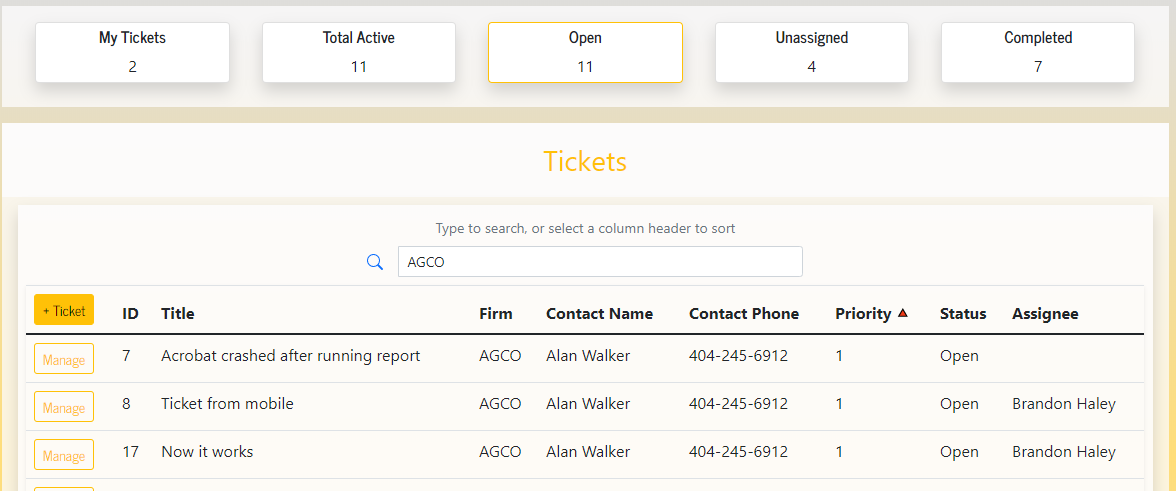 My Tickets Total Active Open Unassigned Completed
2 11 11 4 7
Tickets
Type to search, or select a column header to sort
AGCO
+ Ticket ID Title Firm Contact Name Contact Phone Priority Status Assignee
Manage 7 Acrobat crashed after running report AGCO Alan Walker 404-245-6912 1 Open
Manage 8 Ticket from mobile AGCO Alan Walker 404-245-6912 1 Open Brandon Haley
Manage 17 Now it works AGCO Alan Walker 404-245-6912 1 Open Brandon Haley